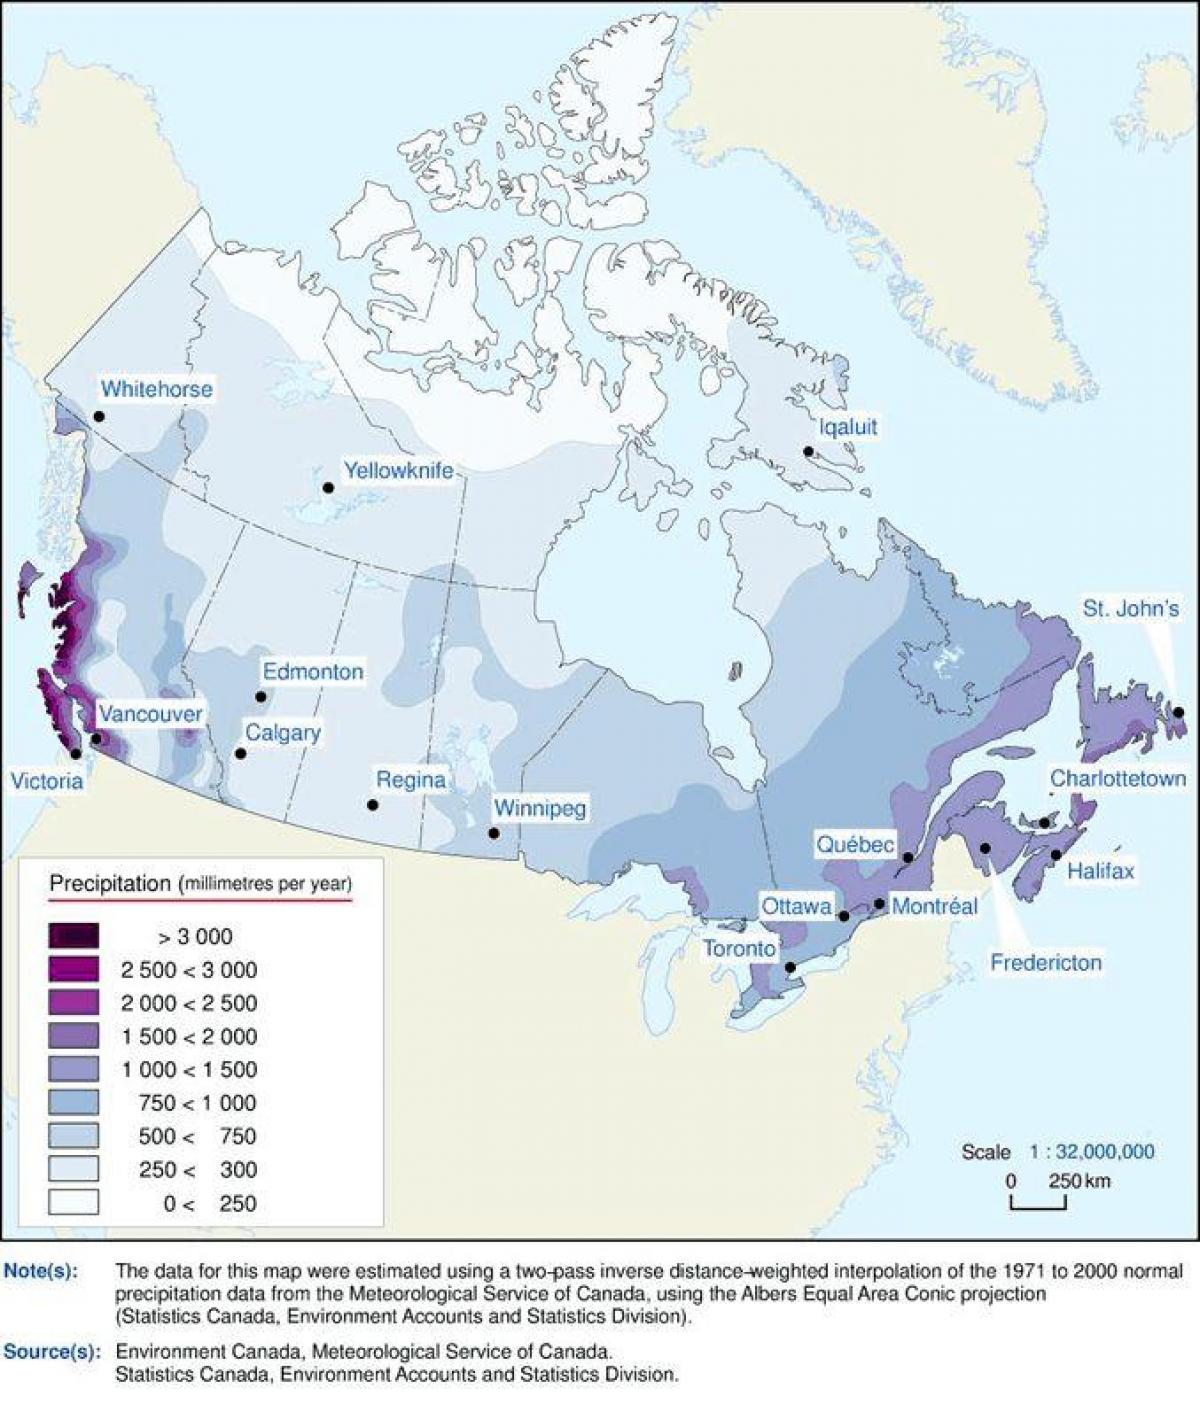 Whitehorse
Iqaluit
Yellowknife
St. John's
Edmonton
Vancouver
Calgary
Victoria
Regina
Charlottetown
Winnipeg
Québec
Halifax
Ottawa
Montréal
Toronto
Fredericton
Precipitation (millimetres per year)
> 3 000
2 500 < 3 000
2 000 < 2 500
1 500 < 2 000
1 000 < 1 500
750 < 1 000
500 < 750
250 < 300
0 < 250
Scale 1 : 32,000,000
0 250 km
Note(s): The data for this map were estimated using a two-pass inverse distance-weighted interpolation of the 1971 to 2000 normal
precipitation data from the Meteorological Service of Canada, using the Albers Equal Area Conic projection
(Statistics Canada, Environment Accounts and Statistics Division).
Source(s): Environment Canada, Meteorological Service of Canada.
Statistics Canada, Environment Accounts and Statistics Division.